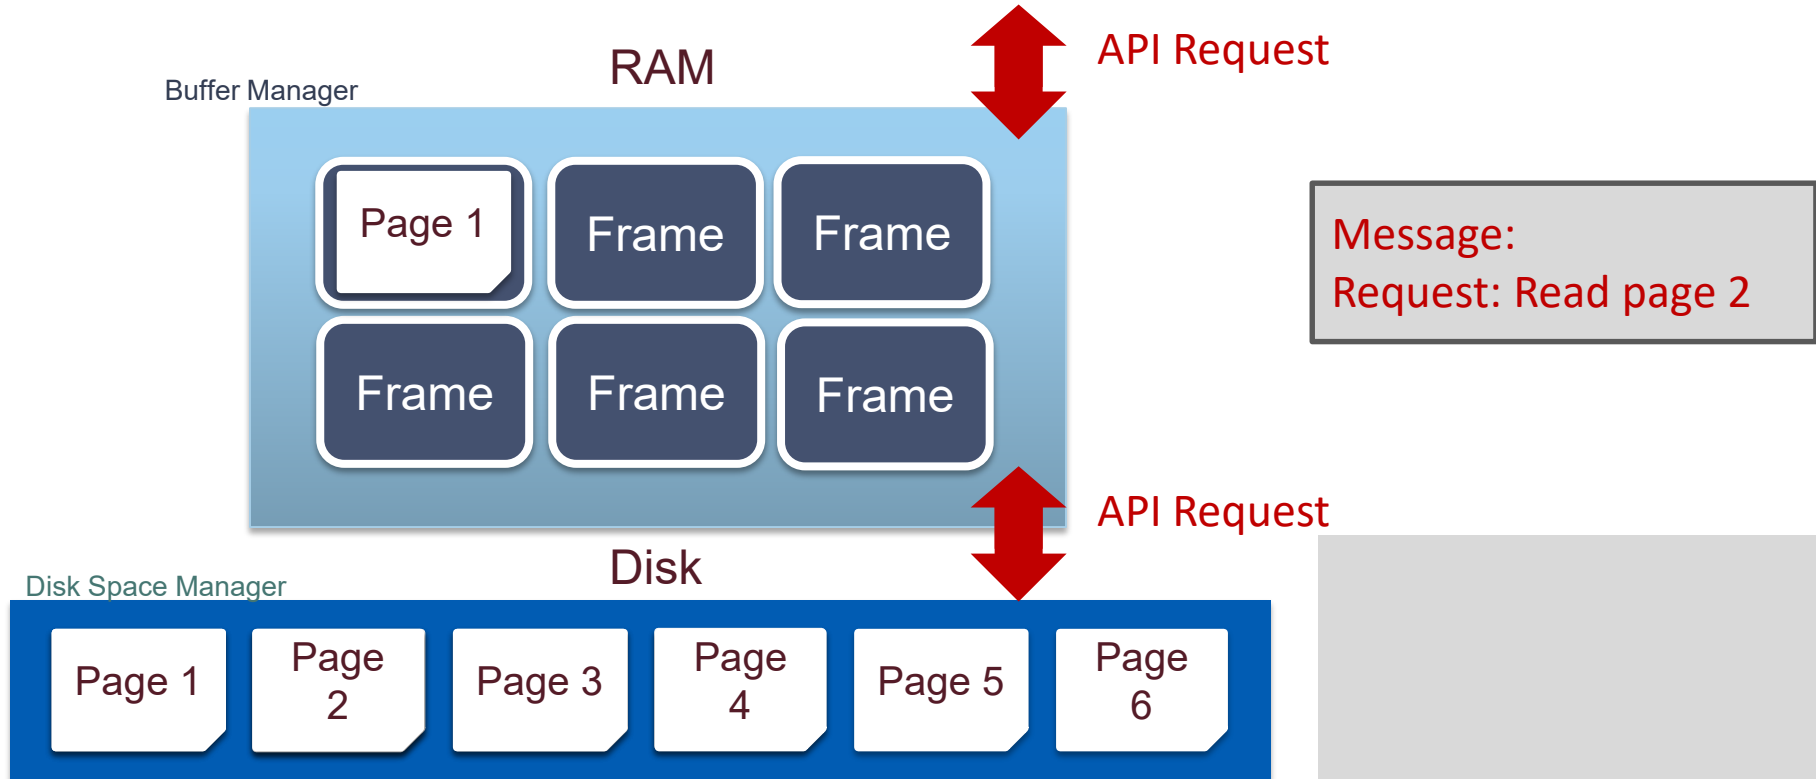 RAM
API Request
Buffer Manager
Page 1
Frame
Frame
Frame
Frame
Frame
Message:
Request: Read page 2
API Request
Disk
Disk Space Manager
Page 1
Page
2
Page 3
Page
4
Page 5
Page
6